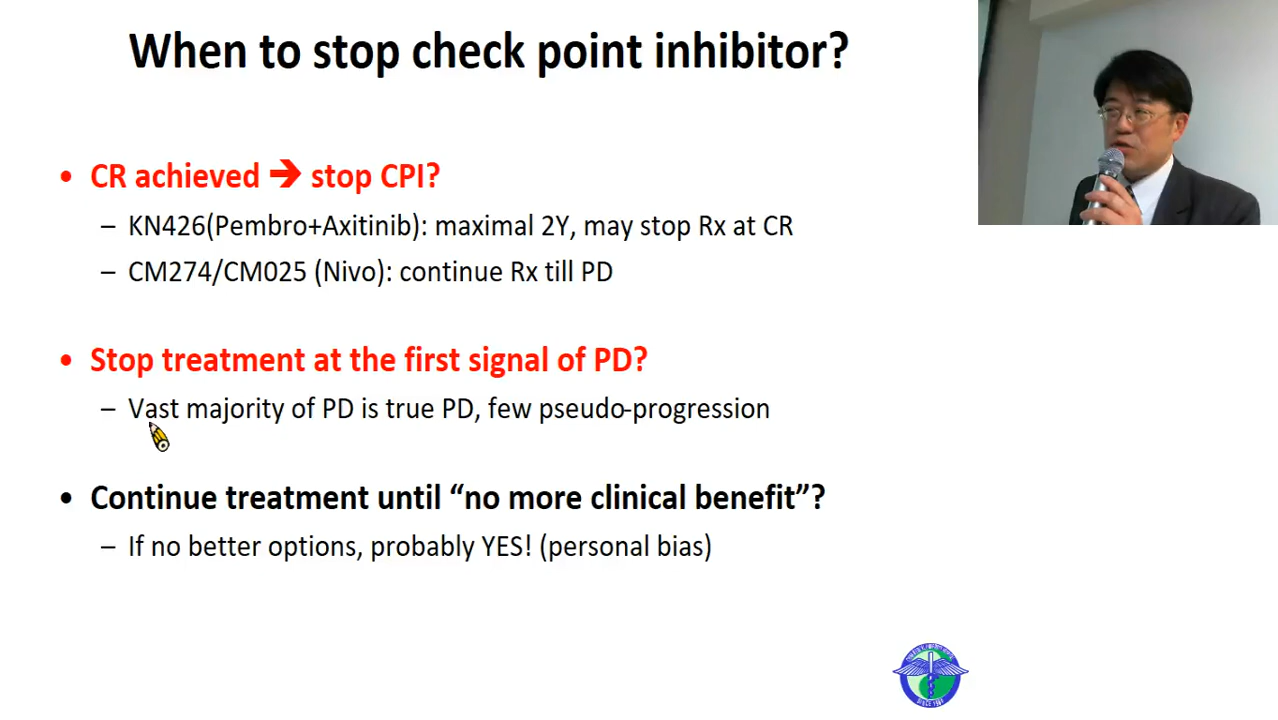 When to stop check point inhibitor?
• CR achieved ➔ stop CPI?
– KN426(Pembro+Axitinib): maximal 2Y, may stop Rx at CR
– CM274/CM025 (Nivo): continue Rx till PD
• Stop treatment at the first signal of PD?
– Vast majority of PD is true PD, few pseudo-progression
• Continue treatment until “no more clinical benefit”?
– If no better options, probably YES! (personal bias)